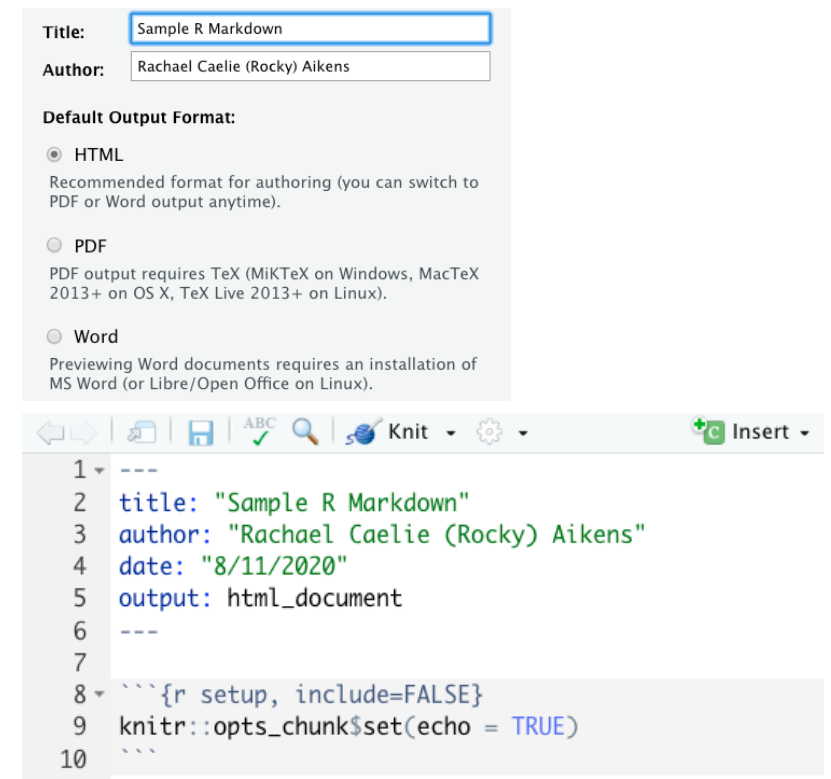 Title: Sample R Markdown
Author: Rachael Caelie (Rocky) Aikens
Default Output Format:
HTML
Recommended format for authoring (you can switch to
PDF or Word output anytime).
PDF
PDF output requires TeX (MiKTeX on Windows, MacTeX
2013+ on OS X, TeX Live 2013+ on Linux).
Word
Previewing Word documents requires an installation of
MS Word (or Libre/Open Office on Linux).
ABC Knit C Insert
1 ---
2 title: "Sample R Markdown"
3 author: "Rachael Caelie (Rocky) Aikens"
4 date: "8/11/2020"
5 output: html_document
6 ---
7
8 ```{r setup, include=FALSE}
9 knitr::opts_chunk$set(echo = TRUE)
10 ```